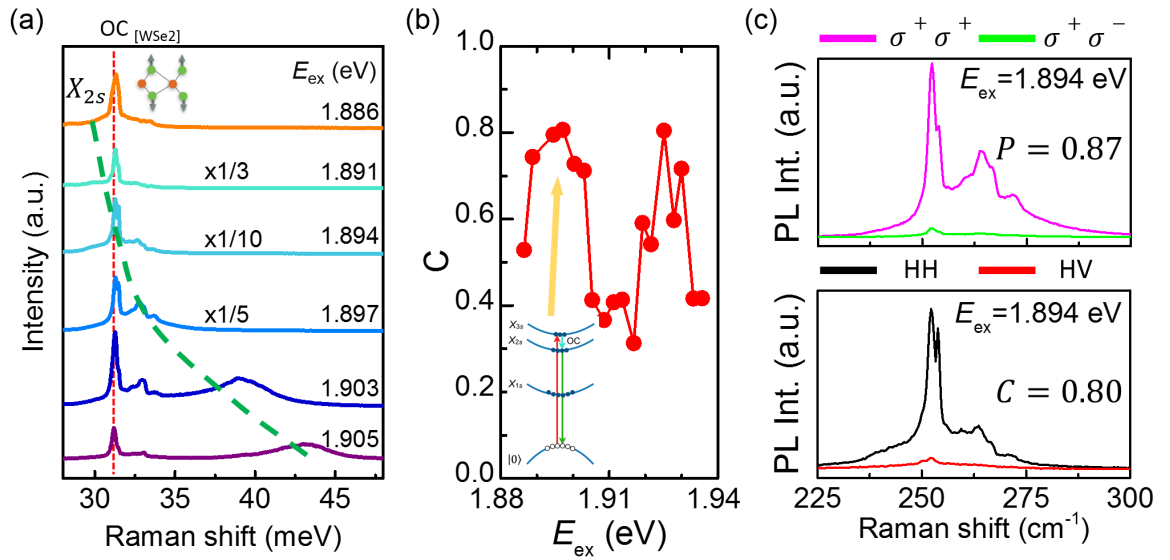 (a)
OC [WSe2]
X2s
Eex (eV)
1.886
x1/3
1.891
x1/10
1.894
x1/5
1.897
1.903
1.905
Intensity (a.u.)
30 35 40 45
Raman shift (meV)
(b)
1.0
0.8
0.6
0.4
0.2
0.0
C
X3s
X2s
OC
X1s
|0⟩
1.88 1.91 1.94
Eex (eV)
(c)
σ+σ+ σ+σ−
Eex=1.894 eV
P = 0.87
PL Int. (a.u.)
HH HV
Eex=1.894 eV
C = 0.80
PL Int. (a.u.)
225 250 275 300
Raman shift (cm-1)